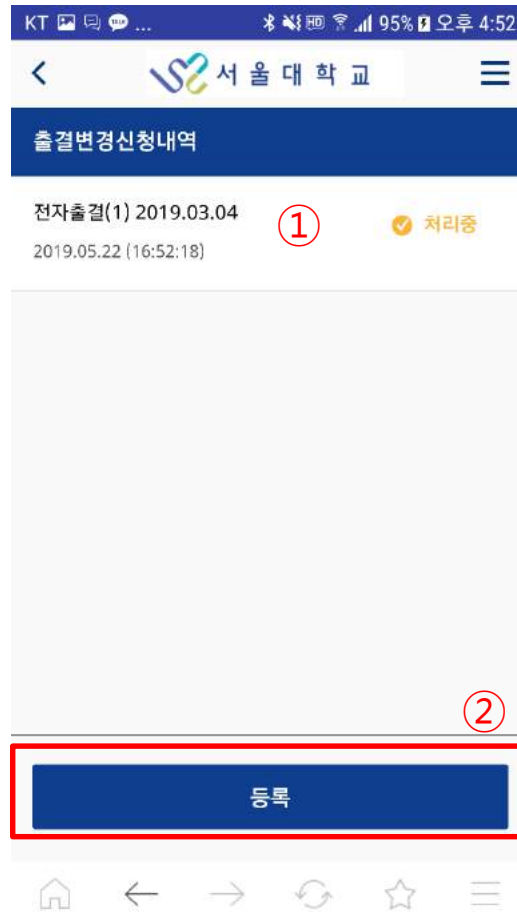 KT ... 95% 오후 4:52
서울대학교
출결변경신청내역
전자출결(1) 2019.03.04
① 처리중
2019.05.22 (16:52:18)
②
등록